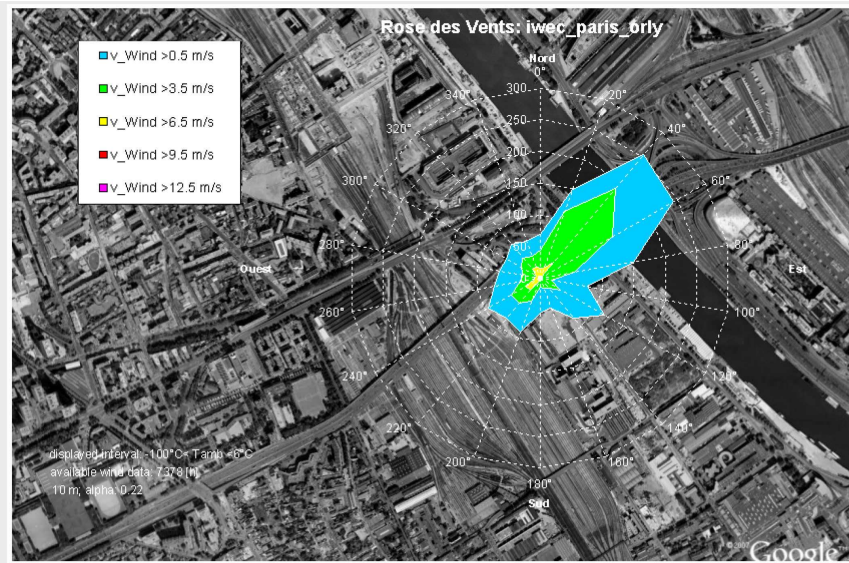 Rose des Vents: iwec_paris_orly
v_Wind >0.5 m/s
v_Wind >3.5 m/s
v_Wind >6.5 m/s
v_Wind >9.5 m/s
v_Wind >12.5 m/s
Nord
0°
300
340°
20°
250
320°
40°
200
300°
150
60°
100
280°
50
80°
Ouest
Est
260°
100°
240°
120°
220°
140°
200°
160°
180°
Sud
displayed interval: -100°C< Tamb <6°C
available wind data: 7379 [h]
10 m; alpha: 0.22
Google